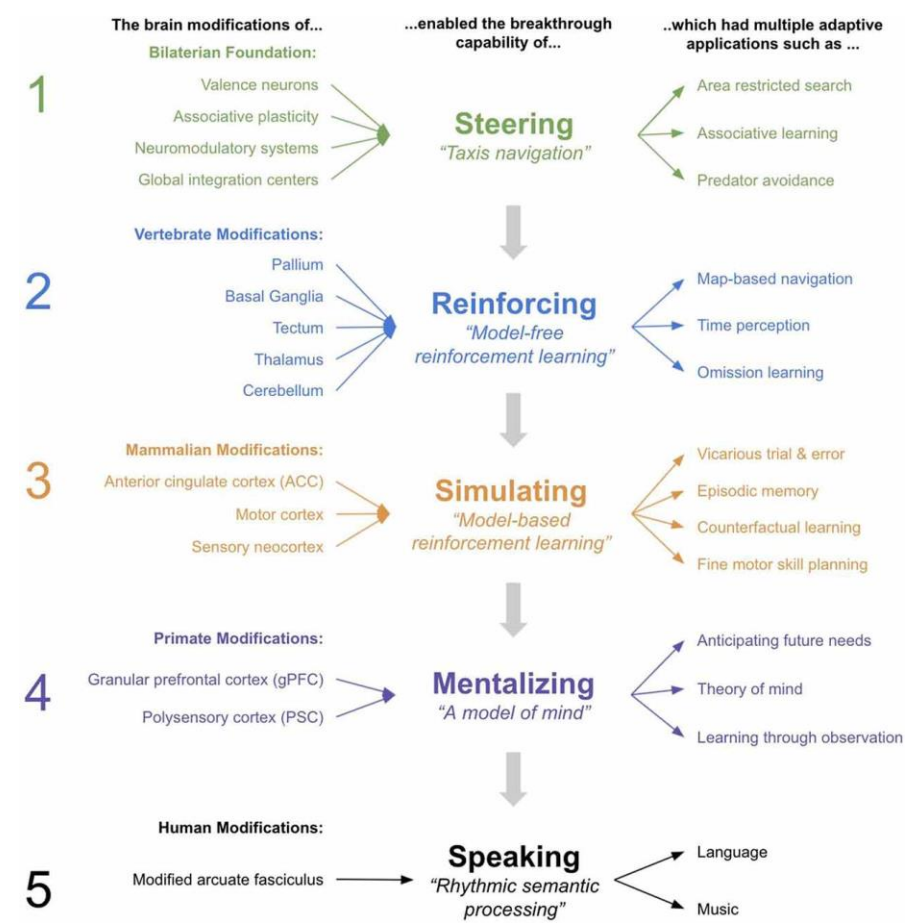 The brain modifications of...
...enabled the breakthrough
capability of...
..which had multiple adaptive
applications such as ...
1
Bilaterian Foundation:
Valence neurons
Associative plasticity
Neuromodulatory systems
Global integration centers
Steering
“Taxis navigation”
Area restricted search
Associative learning
Predator avoidance
2
Vertebrate Modifications:
Pallium
Basal Ganglia
Tectum
Thalamus
Cerebellum
Reinforcing
“Model-free
reinforcement learning”
Map-based navigation
Time perception
Omission learning
3
Mammalian Modifications:
Anterior cingulate cortex (ACC)
Motor cortex
Sensory neocortex
Simulating
“Model-based
reinforcement learning”
Vicarious trial & error
Episodic memory
Counterfactual learning
Fine motor skill planning
4
Primate Modifications:
Granular prefrontal cortex (gPFC)
Polysensory cortex (PSC)
Mentalizing
“A model of mind”
Anticipating future needs
Theory of mind
Learning through observation
5
Human Modifications:
Modified arcuate fasciculus
Speaking
“Rhythmic semantic
processing”
Language
Music